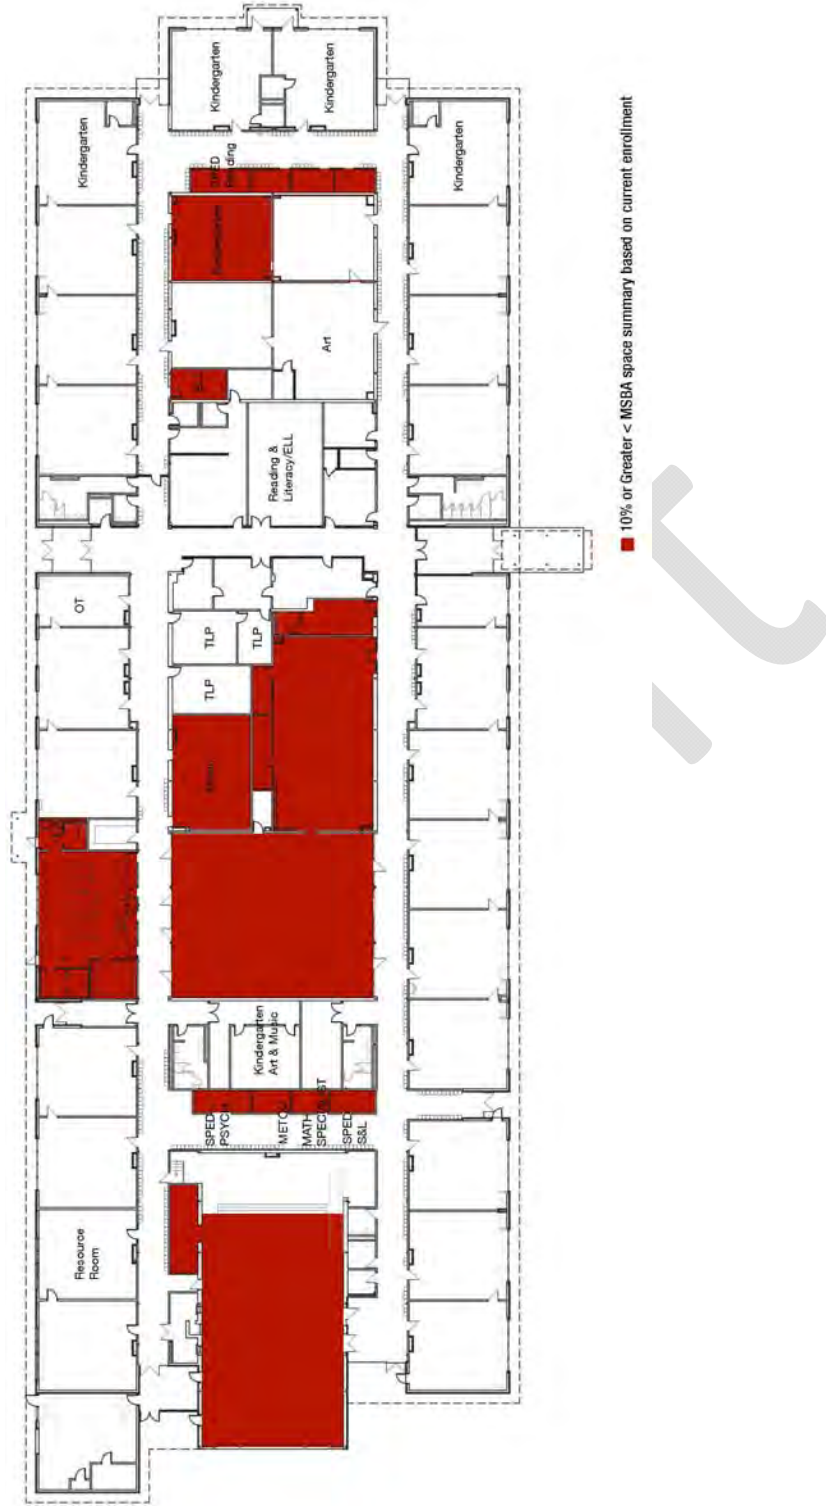 Resource
Room
OT
Kindergarten
SPED
PSYCH
METCO
MATH
SPECIALIST
SPED
S&L
Kindergarten
Art & Music
TLP
TLP
TLP
Reading &
Literacy/ELL
Art
SPED
Reading
Kindergarten
Kindergarten
Kindergarten
10% or Greater < MSBA space summary based on current enrollment